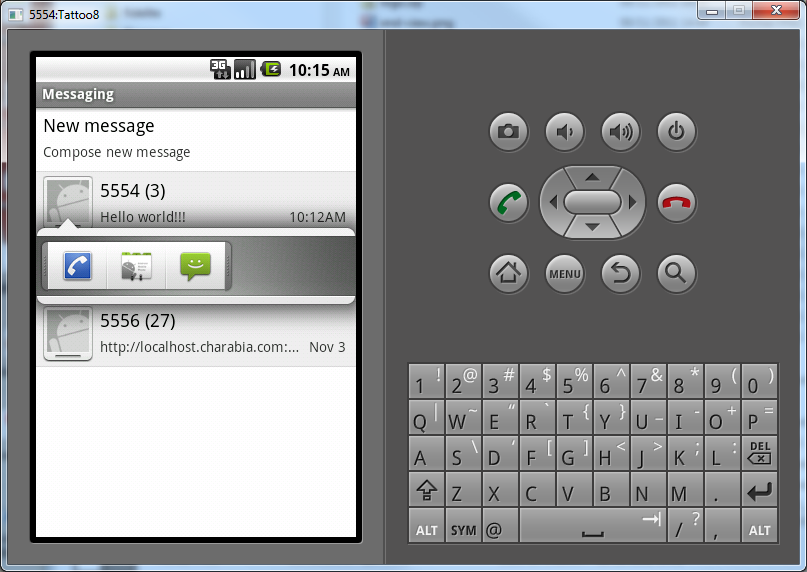 5554:Tattoo8
3G 10:15 AM
Messaging
New message
Compose new message
5554 (3)
Hello world!!! 10:12AM
5556 (27)
http://localhost.charabia.com:... Nov 3
MENU
1 ! 2 @ 3 # 4 $ 5 % 6 ^ 7 & 8 * 9 ( 0 )
Q | W ~ E “ R ` T { Y } U _ I - O + P =
A S \ D ‘ F [ G ] H < J > K ; L : DEL
Z X C V B N M .
ALT SYM @ / ? , ALT